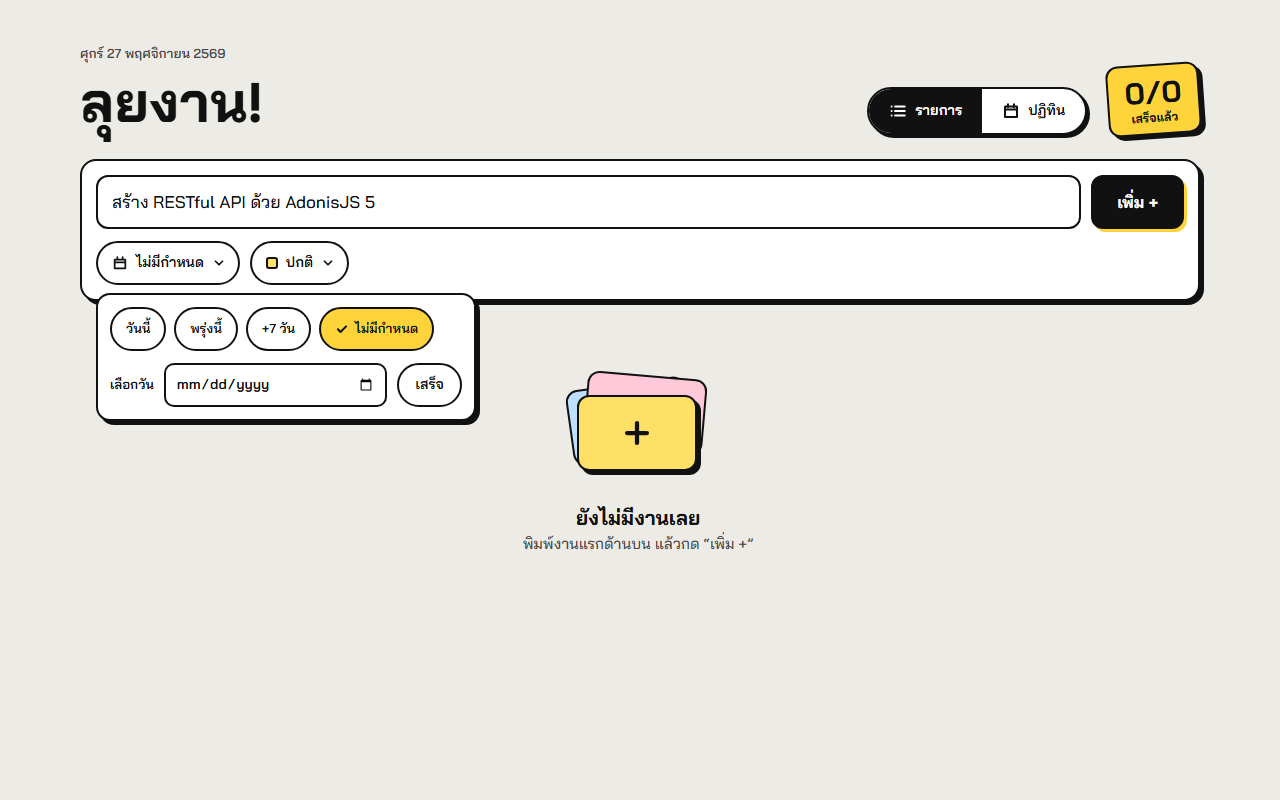 ศุกร์ 27 พฤศจิกายน 2569
ลุยงาน!
รายการ
ปฏิทิน
0/0
เสร็จแล้ว
สร้าง RESTful API ด้วย AdonisJS 5
เพิ่ม +
ไม่มีกำหนด
ปกติ
วันนี้
พรุ่งนี้
+7 วัน
ไม่มีกำหนด
เลือกวัน
mm/dd/yyyy
เสร็จ
ยังไม่มีงานเลย
พิมพ์งานแรกด้านบน แล้วกด “เพิ่ม +”